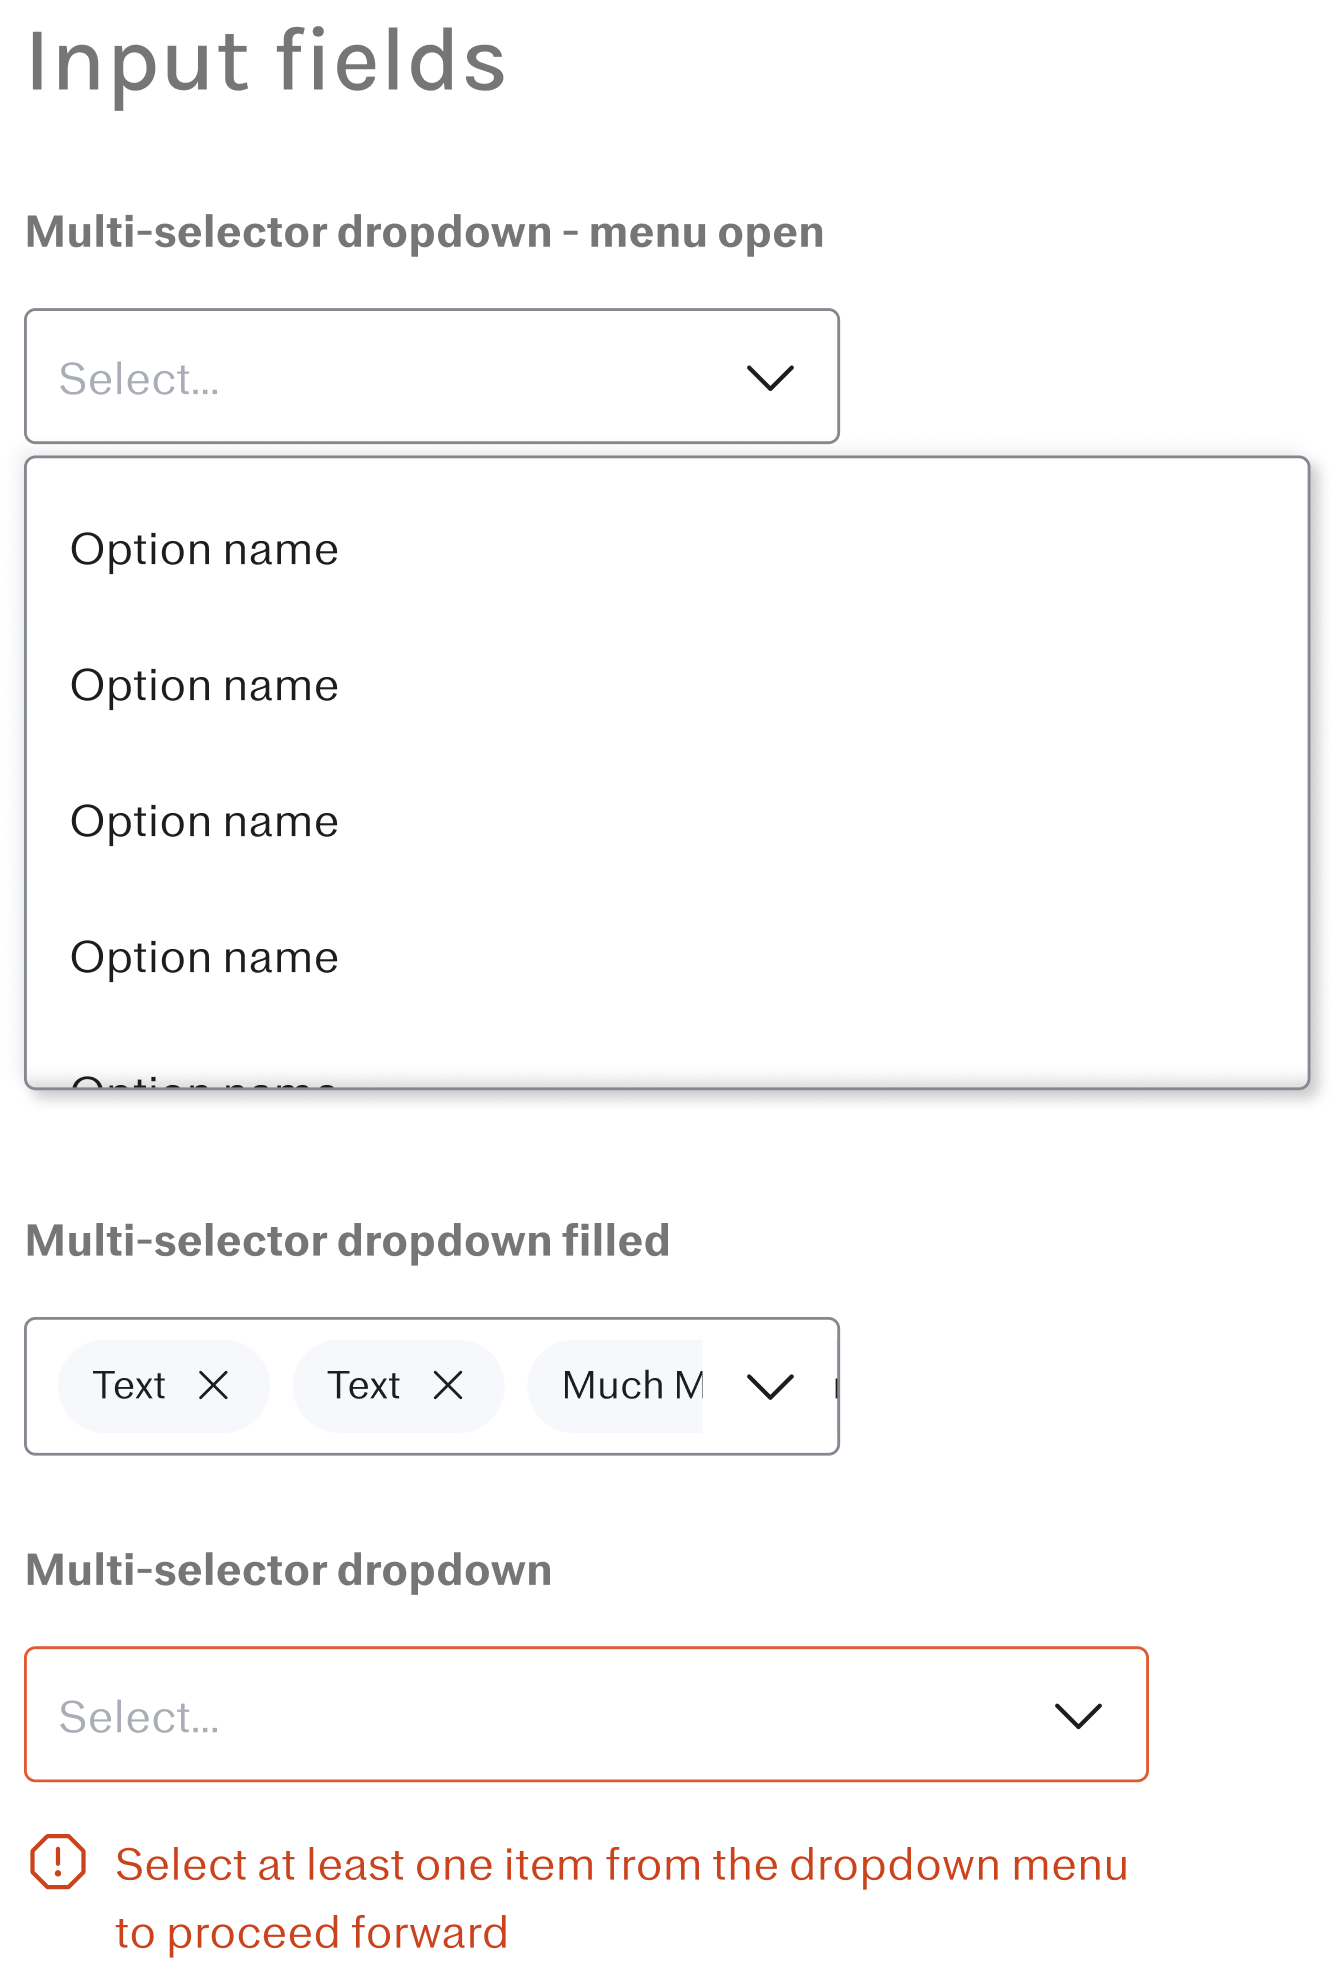 Input fields
Multi-selector dropdown - menu open
Select...
Option name
Option name
Option name
Option name
Option name
Multi-selector dropdown filled
Text
Text
Much M
Multi-selector dropdown
Select...
Select at least one item from the dropdown menu
to proceed forward